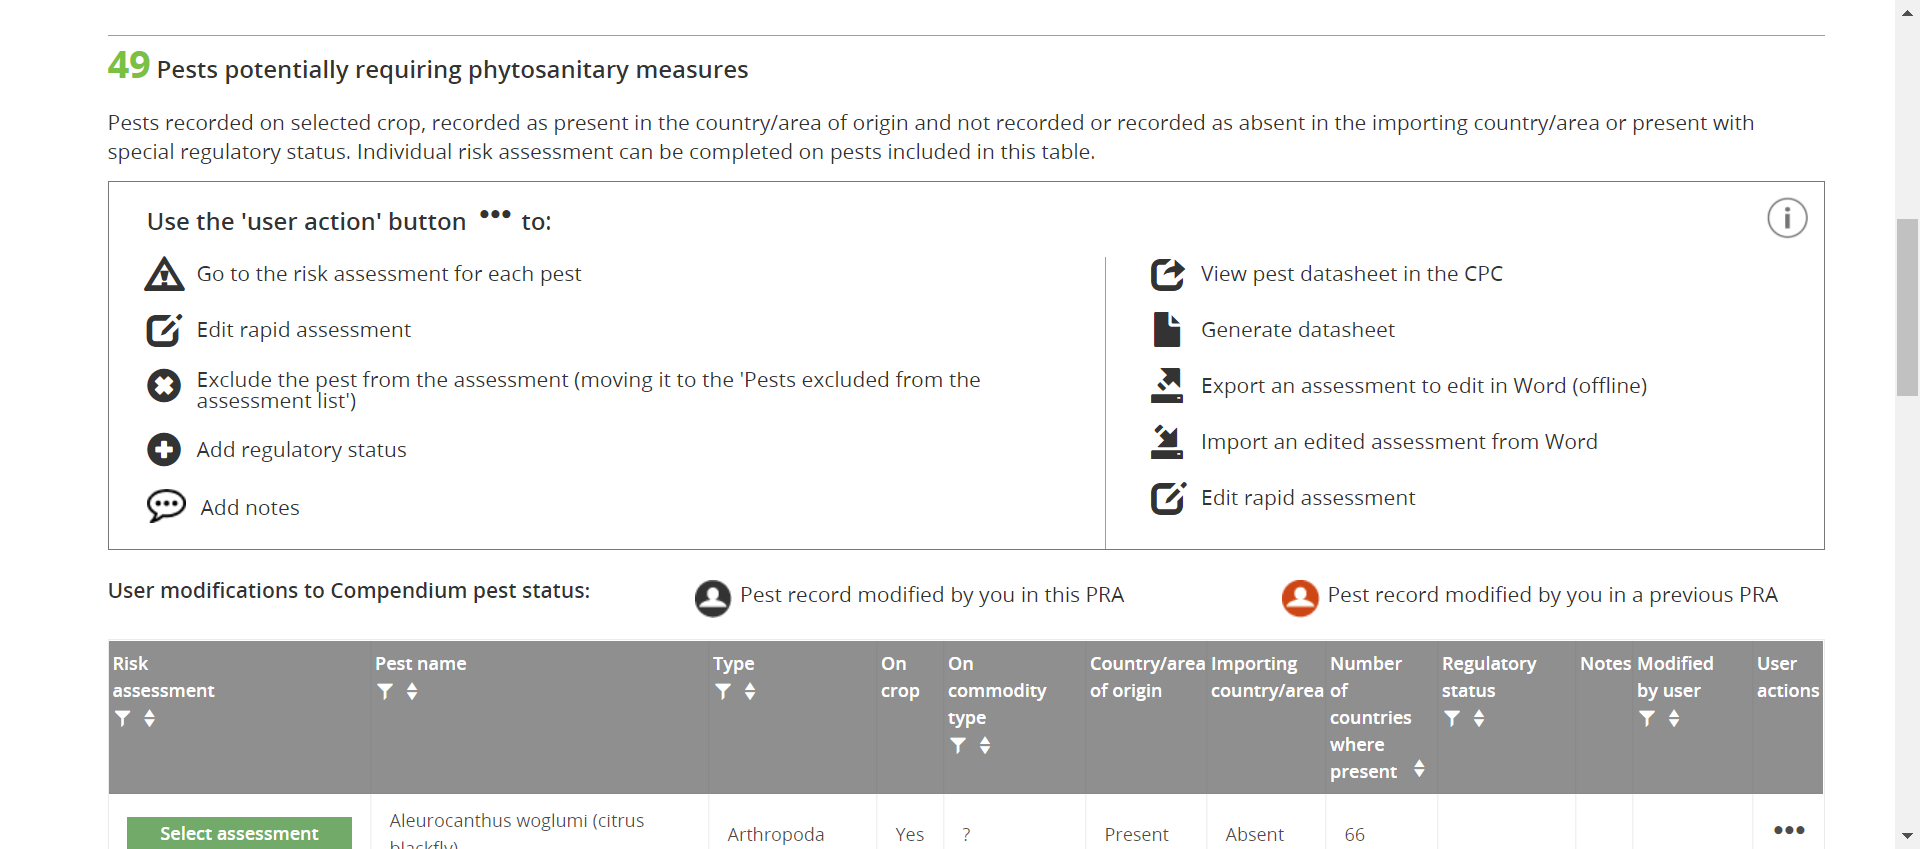 49 Pests potentially requiring phytosanitary measures
Pests recorded on selected crop, recorded as present in the country/area of origin and not recorded or recorded as absent in the importing country/area or present with
special regulatory status. Individual risk assessment can be completed on pests included in this table.
Use the 'user action' button ••• to:
Go to the risk assessment for each pest
Edit rapid assessment
Exclude the pest from the assessment (moving it to the 'Pests excluded from the
assessment list')
Add regulatory status
Add notes
View pest datasheet in the CPC
Generate datasheet
Export an assessment to edit in Word (offline)
Import an edited assessment from Word
Edit rapid assessment
User modifications to Compendium pest status:
Pest record modified by you in this PRA
Pest record modified by you in a previous PRA
Risk
assessment
Pest name
Type
On
crop
On
commodity
type
Country/area
of origin
Importing
country/area
Number
of
countries
where
present
Regulatory
status
Notes
Modified
by user
User
actions
Select assessment
Aleurocanthus woglumi (citrus
blackfly)
Arthropoda
Yes
?
Present
Absent
66